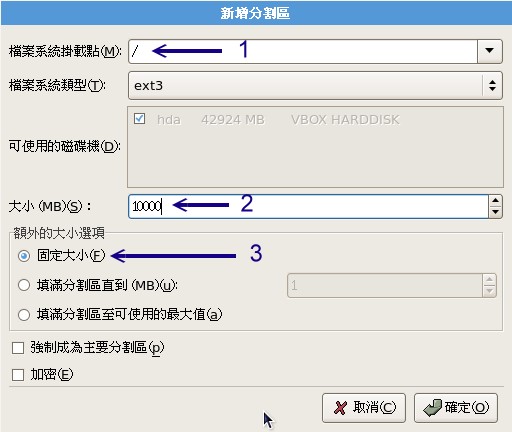 新增分割區
檔案系統掛載點(M): / 1
檔案系統類型(T): ext3
可使用的磁碟機(D): hda 42924 MB VBOX HARDDISK
大小 (MB)(S) : 10000 2
額外的大小選項
固定大小(F) 3
填滿分割區直到 (MB)(u): 1
填滿分割區至可使用的最大值(a)
強制成為主要分割區(p)
加密(E)
取消(C) 確定(O)